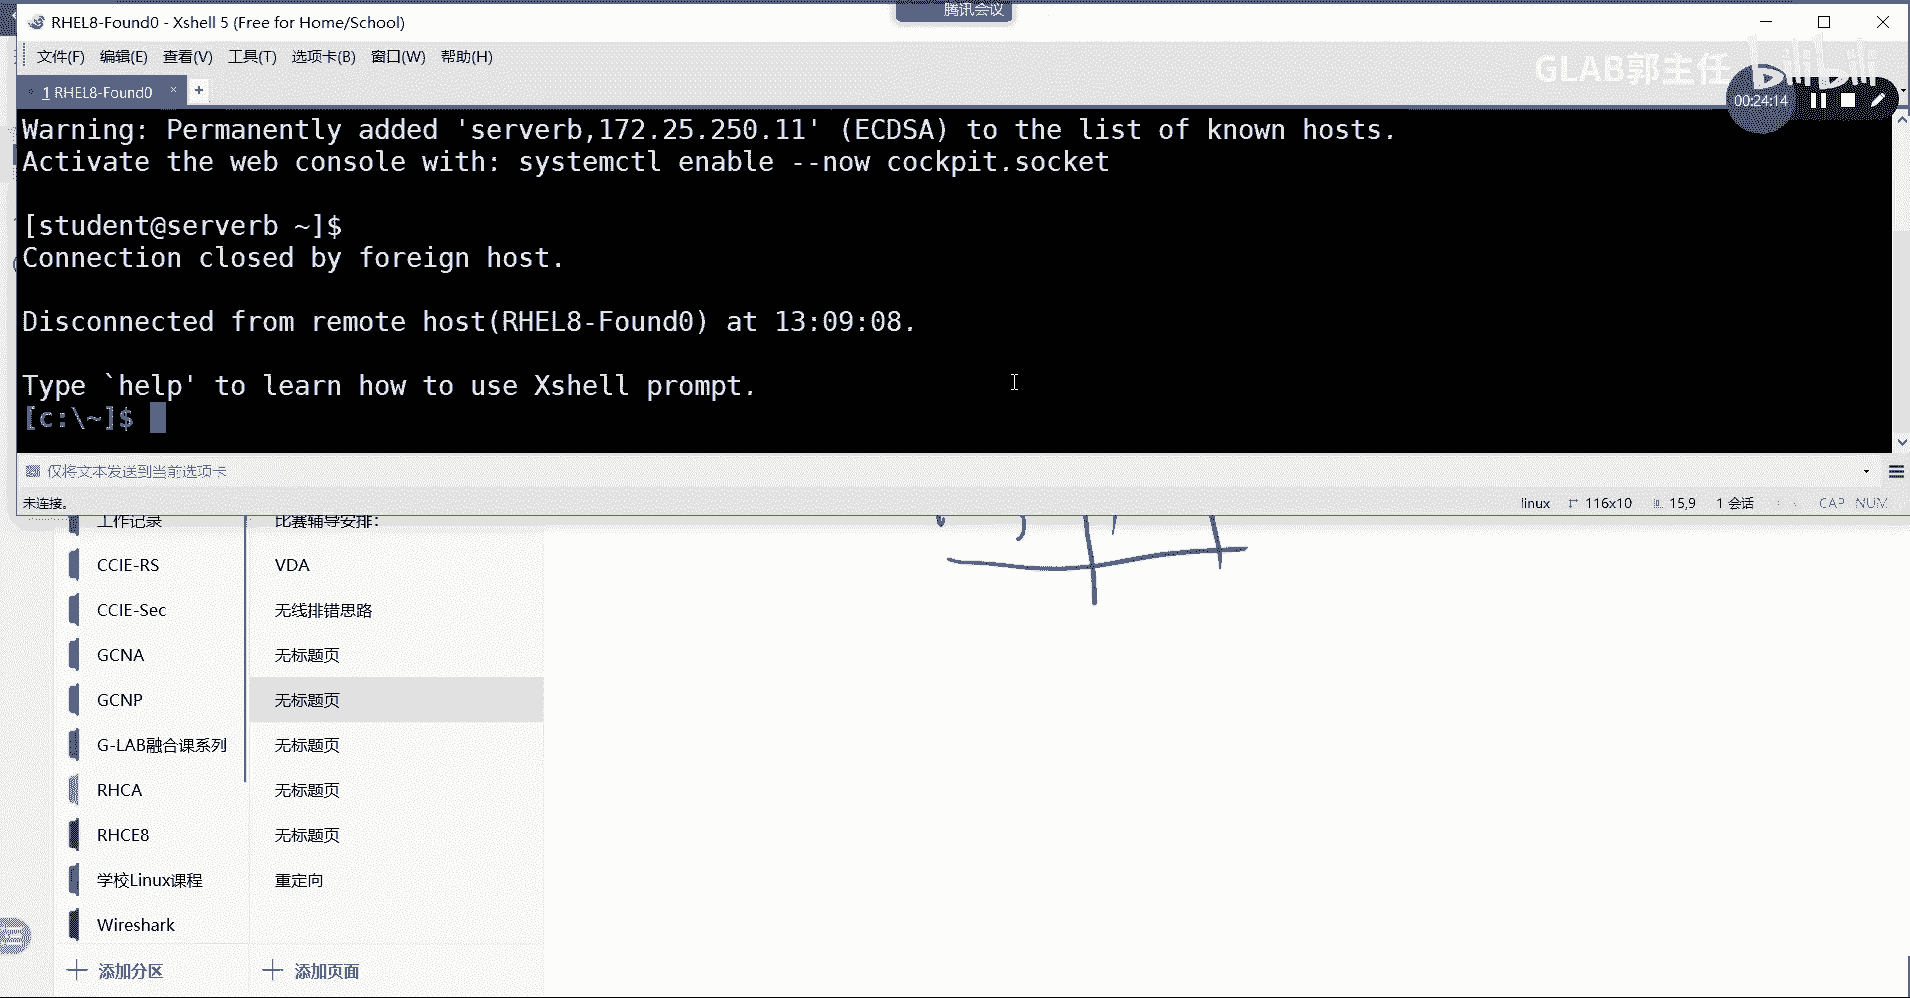 腾讯会议
RHEL8-Found0 - Xshell 5 (Free for Home/School)
文件(F) 编辑(E) 查看(V) 工具(T) 选项卡(B) 窗口(W) 帮助(H)
GLAB郭主任 bilibili
1 RHEL8-Found0 × +
00:24:14
Warning: Permanently added 'serverb,172.25.250.11' (ECDSA) to the list of known hosts.
Activate the web console with: systemctl enable --now cockpit.socket
[student@serverb ~]$
Connection closed by foreign host.
Disconnected from remote host(RHEL8-Found0) at 13:09:08.
Type `help' to learn how to use Xshell prompt.
[c:\~]$
仅将文本发送到当前选项卡
未连接。 linux 116x10 15,9 1 会话 CAP NUM
工作记录 比赛辅导安排:
CCIE-RS VDA
CCIE-Sec 无线排错思路
GCNA 无标题页
GCNP 无标题页
G-LAB融合课系列 无标题页
RHCA 无标题页
RHCE8 无标题页
学校Linux课程 重定向
Wireshark
添加分区 添加页面